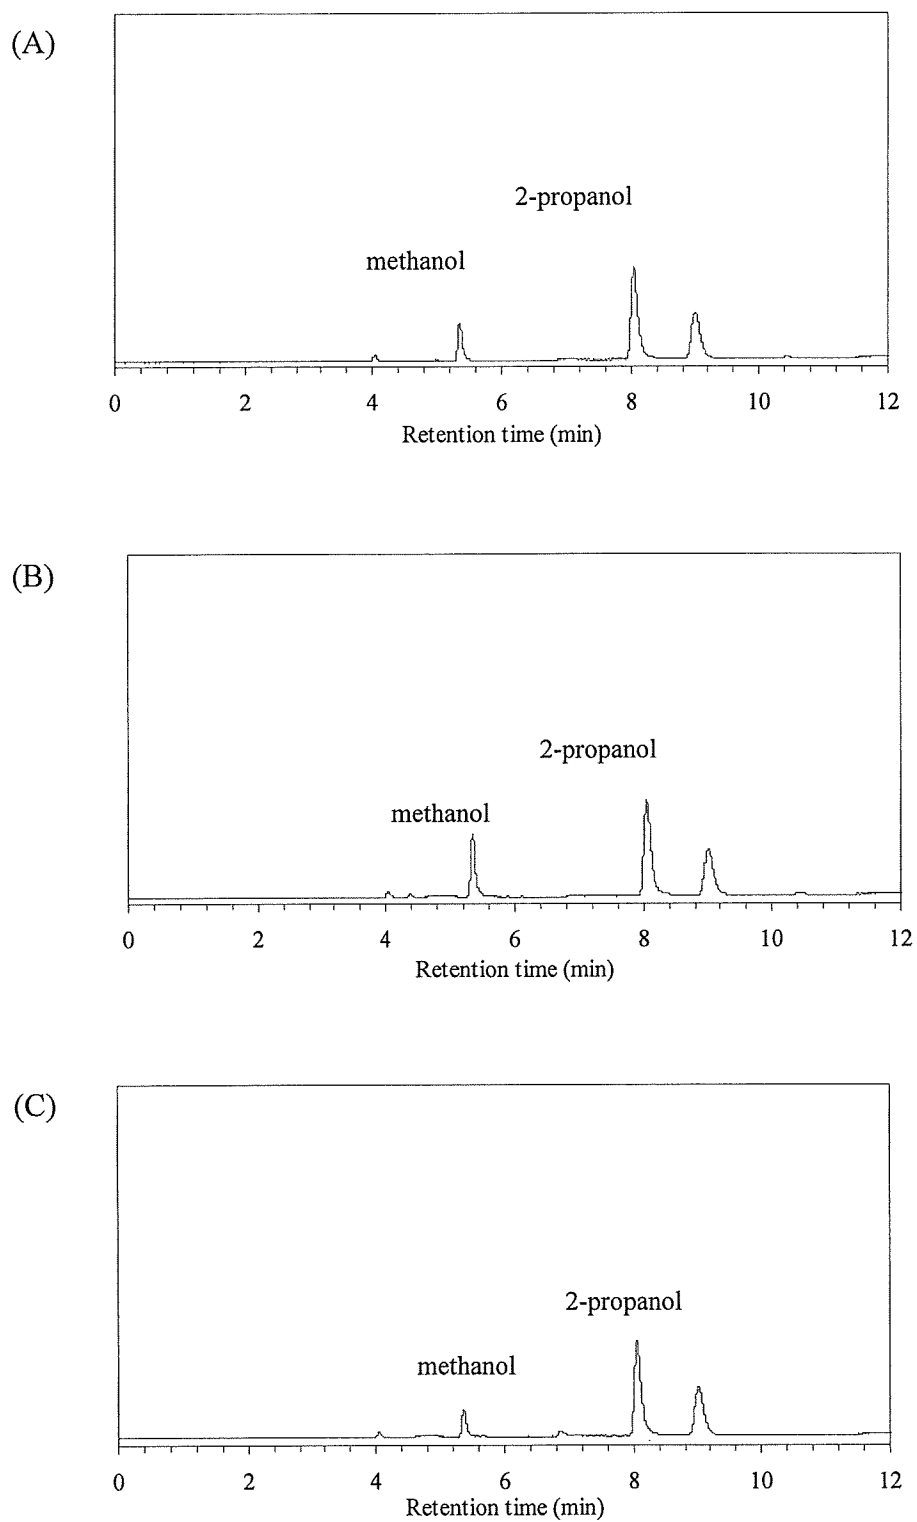 (A)
2-propanol
methanol
0 2 4 6 8 10 12
Retention time (min)
(B)
2-propanol
methanol
0 2 4 6 8 10 12
Retention time (min)
(C)
2-propanol
methanol
0 2 4 6 8 10 12
Retention time (min)